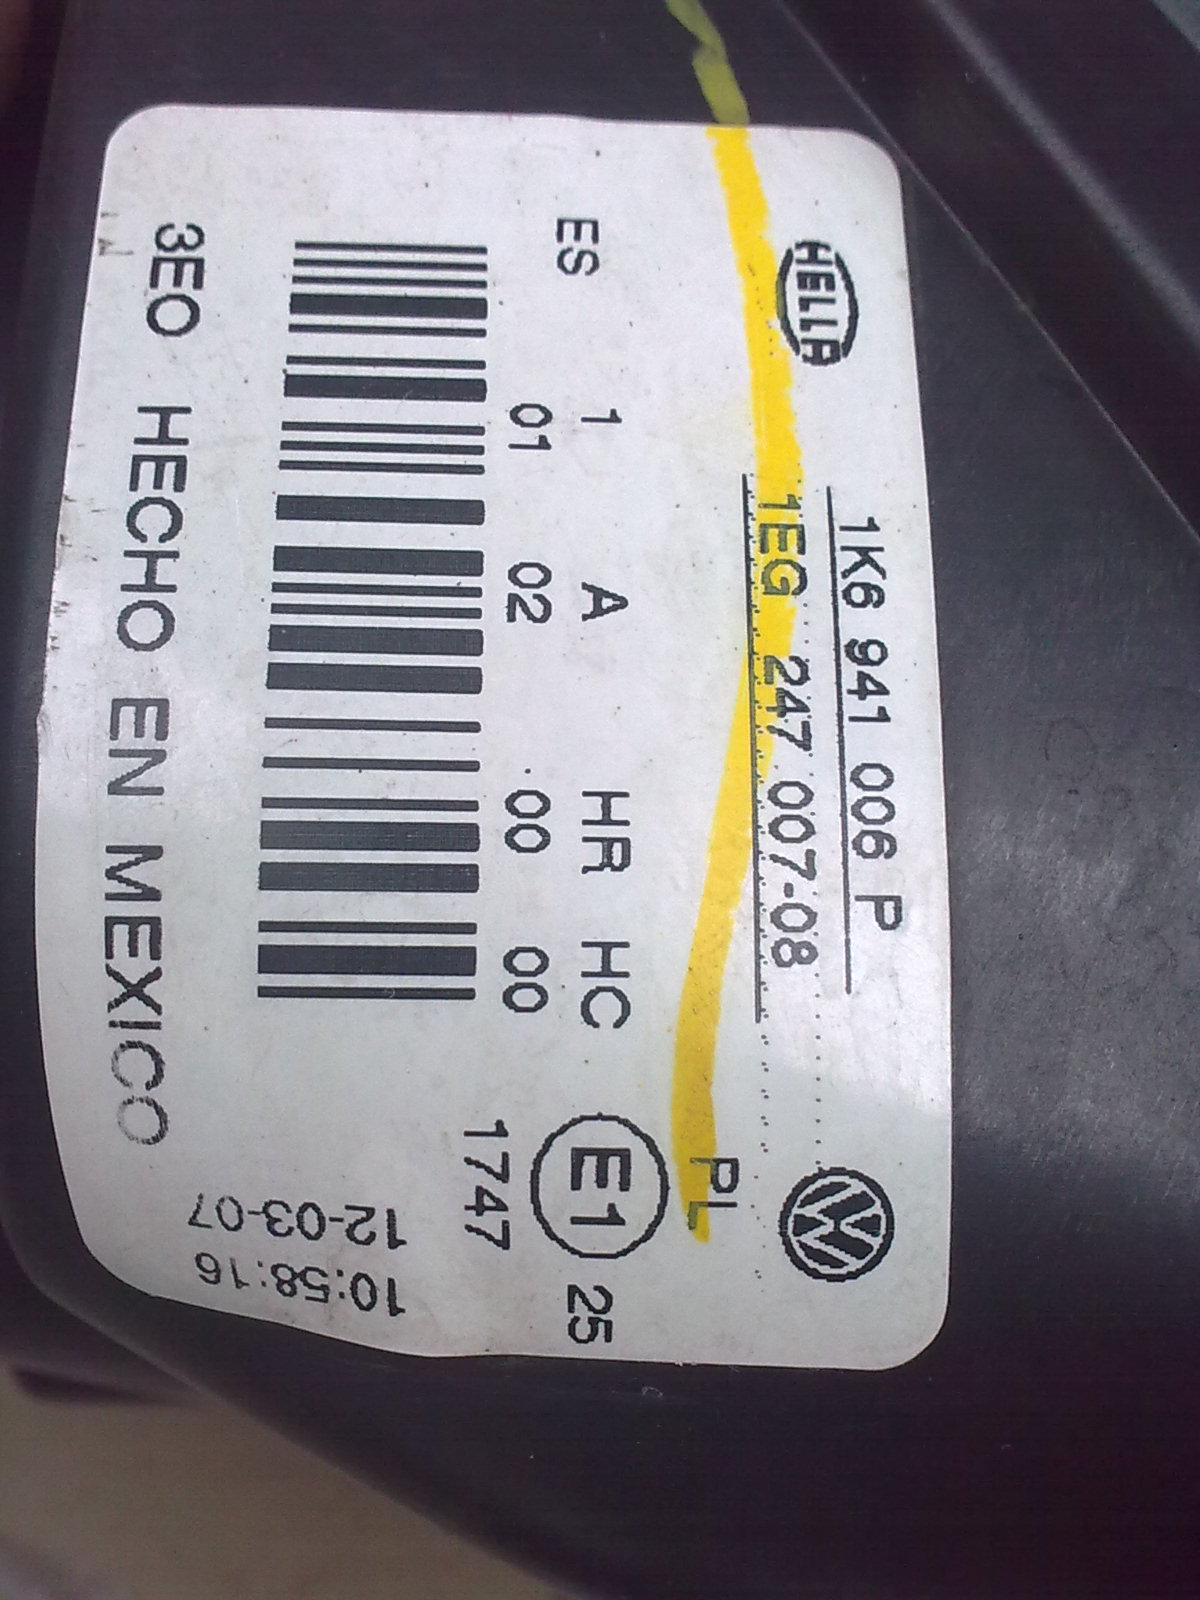 HELLA
1K6 941 006 P
1EG 247 007-08
PL
ES 1 A HR HC E1 25
01 02 00 00 1747
12-03-07
10:58:16
3EO HECHO EN MEXICO